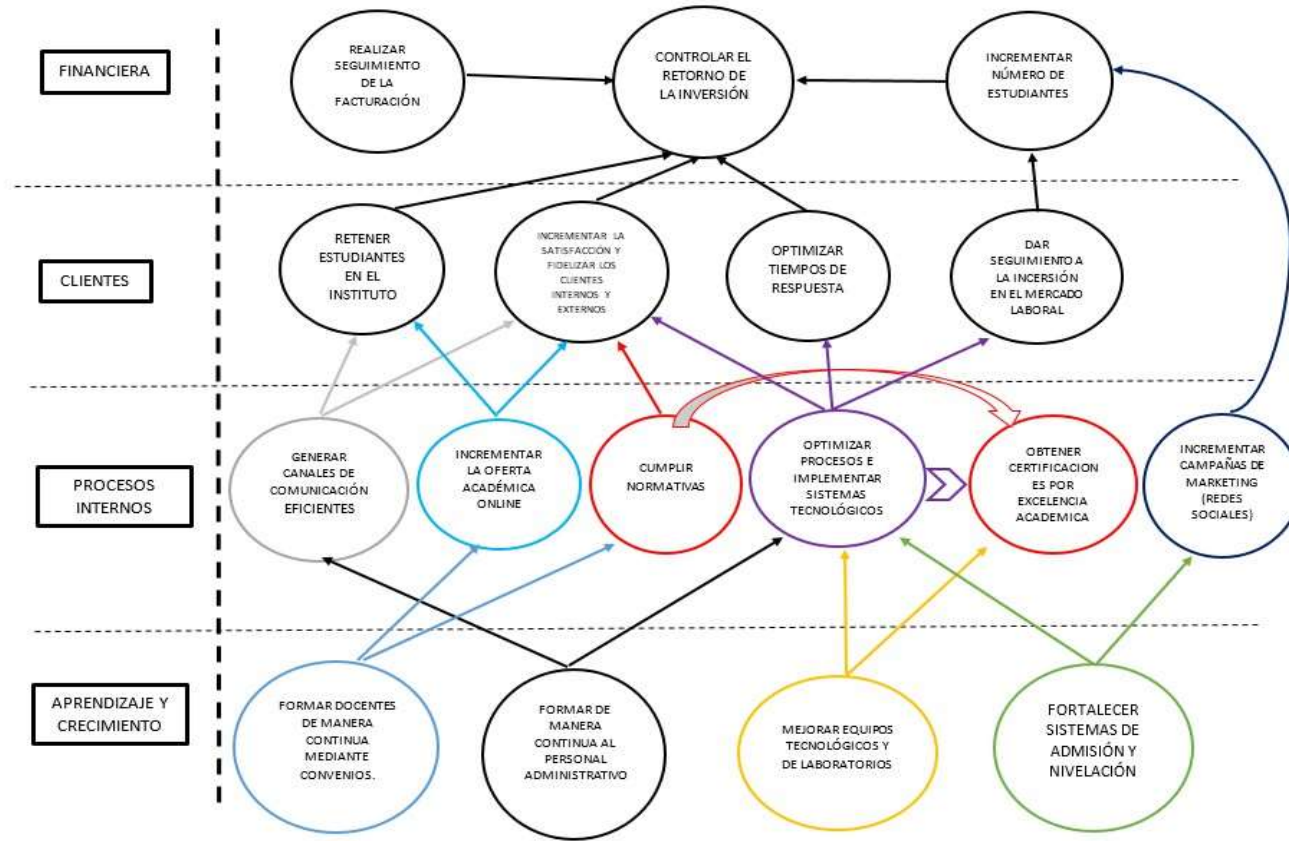 FINANCIERA
REALIZAR
SEGUIMIENTO
DE LA
FACTURACIÓN
CONTROLAR EL
RETORNO DE
LA INVERSIÓN
INCREMENTAR
NÚMERO DE
ESTUDIANTES
CLIENTES
RETENER
ESTUDIANTES
EN EL
INSTITUTO
INCREMENTAR LA
SATISFACCIÓN Y
FIDELIZAR LOS
CLIENTES
INTERNOS Y
EXTERNOS
OPTIMIZAR
TIEMPOS DE
RESPUESTA
DAR
SEGUIMIENTO A
LA INCERSIÓN
EN EL MERCADO
LABORAL
PROCESOS
INTERNOS
GENERAR
CANALES DE
COMUNICACIÓN
EFICIENTES
INCREMENTAR
LA OFERTA
ACADÉMICA
ONLINE
CUMPLIR
NORMATIVAS
OPTIMIZAR
PROCESOS E
IMPLEMENTAR
SISTEMAS
TECNOLÓGICOS
OBTENER
CERTIFICACION
ES POR
EXCELENCIA
ACADEMICA
INCREMENTAR
CAMPAÑAS DE
MARKETING
(REDES
SOCIALES)
APRENDIZAJE Y
CRECIMIENTO
FORMAR DOCENTES
DE MANERA
CONTINUA
MEDIANTE
CONVENIOS.
FORMAR DE
MANERA
CONTINUA AL
PERSONAL
ADMINISTRATIVO
MEJORAR EQUIPOS
TECNOLÓGICOS Y
DE LABORATORIOS
FORTALECER
SISTEMAS DE
ADMISIÓN Y
NIVELACIÓN